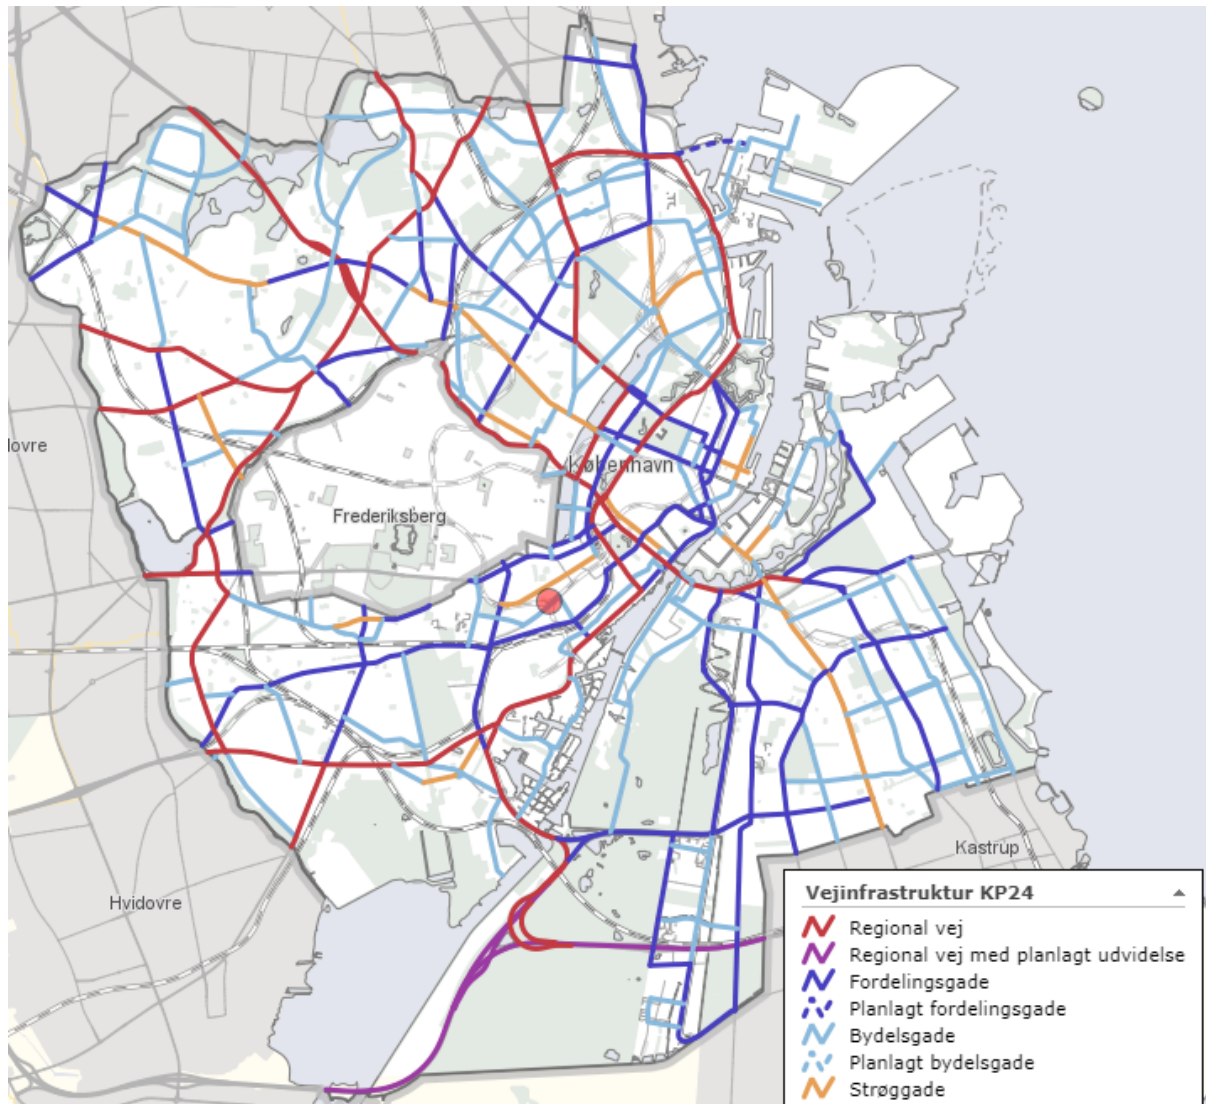 København
lovre
Frederiksberg
Kastrup
Hvidovre
Vejinfrastruktur KP24
Regional vej
Regional vej med planlagt udvidelse
Fordelingsgade
Planlagt fordelingsgade
Bydelsgade
Planlagt bydelsgade
Strøggade